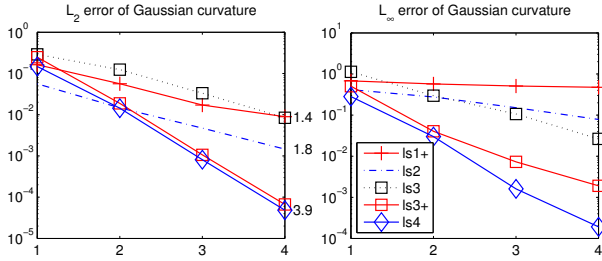 L2 error of Gaussian curvature
10^0
10^-1
10^-2
10^-3
10^-4
10^-5
1 2 3 4
1.4
1.8
3.9
L∞ error of Gaussian curvature
10^1
10^0
10^-1
10^-2
10^-3
10^-4
1 2 3 4
ls1+
ls2
ls3
ls3+
ls4